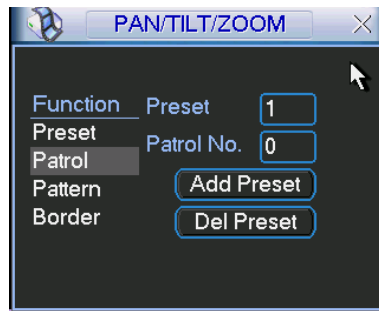 PAN/TILT/ZOOM
Function Preset 1
Preset
Patrol No. 0
Patrol
Pattern
Add Preset
Border
Del Preset